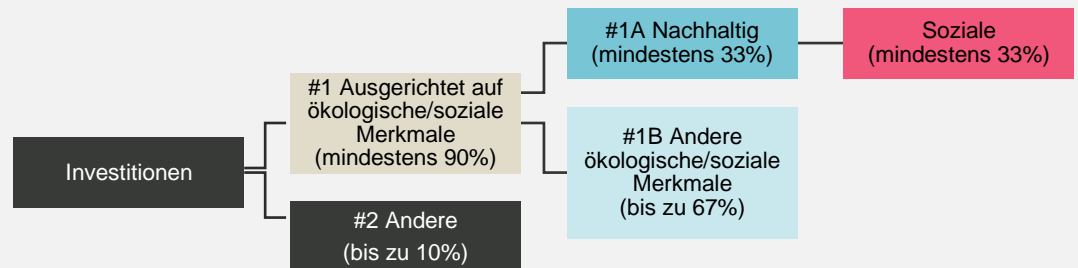 Investitionen
#1 Ausgerichtet auf
ökologische/soziale
Merkmale
(mindestens 90%)
#2 Andere
(bis zu 10%)
#1A Nachhaltig
(mindestens 33%)
#1B Andere
ökologische/soziale
Merkmale
(bis zu 67%)
Soziale
(mindestens 33%)